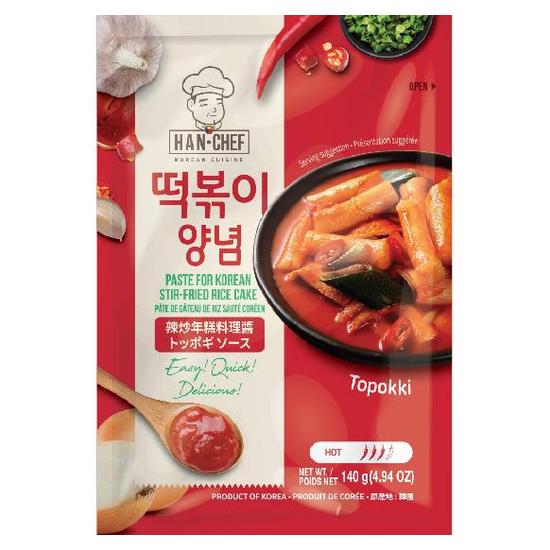 HAN·CHEF
KOREAN CUISINE
떡볶이
양념
PASTE FOR KOREAN
STIR-FRIED RICE CAKE
PÂTE DE GÂTEAU DE RIZ SAUTÉ CORÉEN
辣炒年糕料理醬
トッポギ ソース
Easy! Quick!
Delicious!
OPEN
Serving suggestion • Présentation suggérée
Topokki
HOT
NET WT. /
POIDS NET 140 g (4.94 OZ)
PRODUCT OF KOREA • PRODUIT DE CORÉE • 原産地 : 韓國